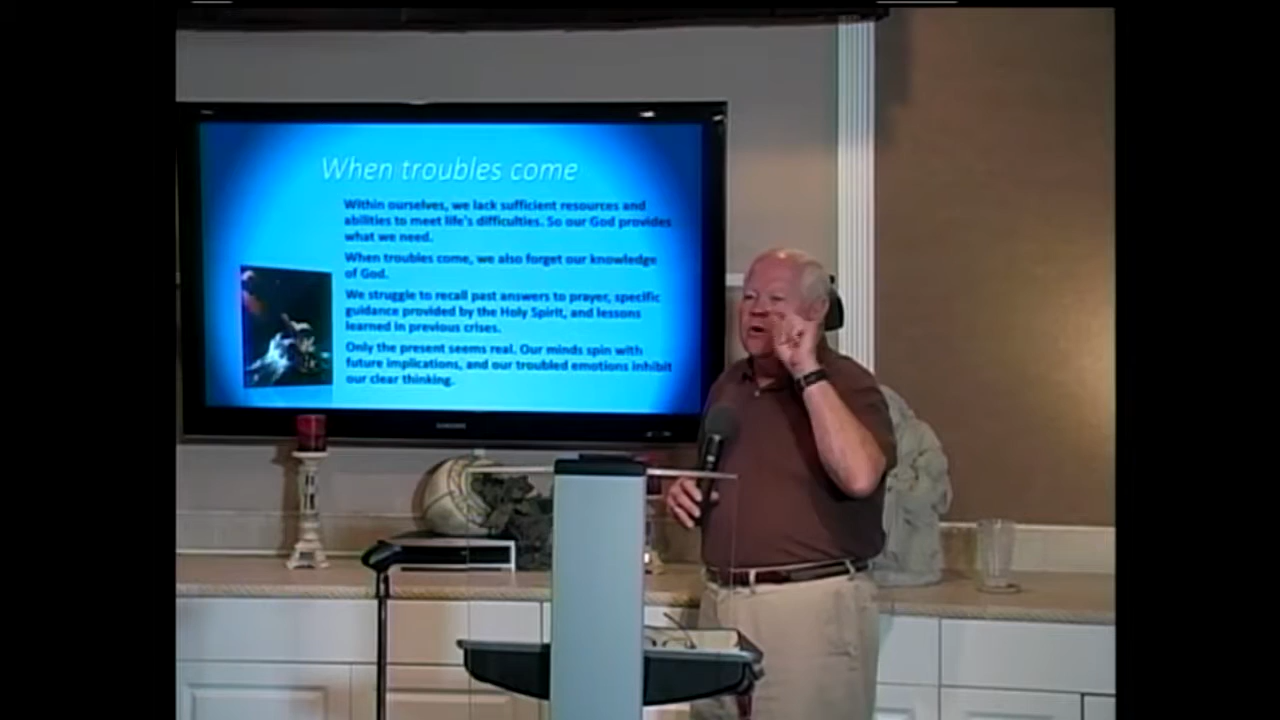 When troubles come
Within ourselves, we lack sufficient resources and
abilities to meet life's difficulties. So our God provides
what we need.
When troubles come, we also forget our knowledge
of God.
We struggle to recall past answers to prayer, specific
guidance provided by the Holy Spirit, and lessons
learned in previous crises.
Only the present seems real. Our minds spin with
future implications, and our troubled emotions inhibit
our clear thinking.
SAMSUNG